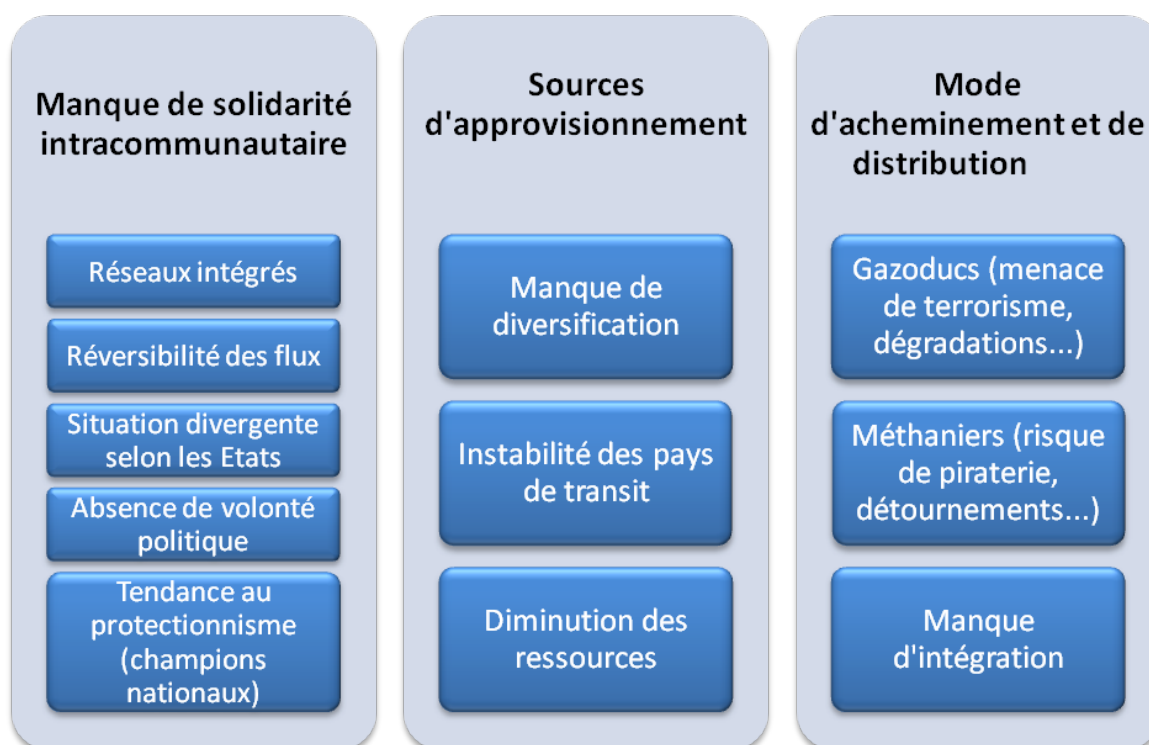 Manque de solidarité
intracommunautaire
Réseaux intégrés
Réversibilité des flux
Situation divergente
selon les Etats
Absence de volonté
politique
Tendance au
protectionnisme
(champions
nationaux)
Sources
d'approvisionnement
Manque de
diversification
Instabilité des pays
de transit
Diminution des
ressources
Mode
d'acheminement et de
distribution
Gazoducs (menace
de terrorisme,
dégradations...)
Méthaniers (risque
de piraterie,
détournements...)
Manque
d'intégration